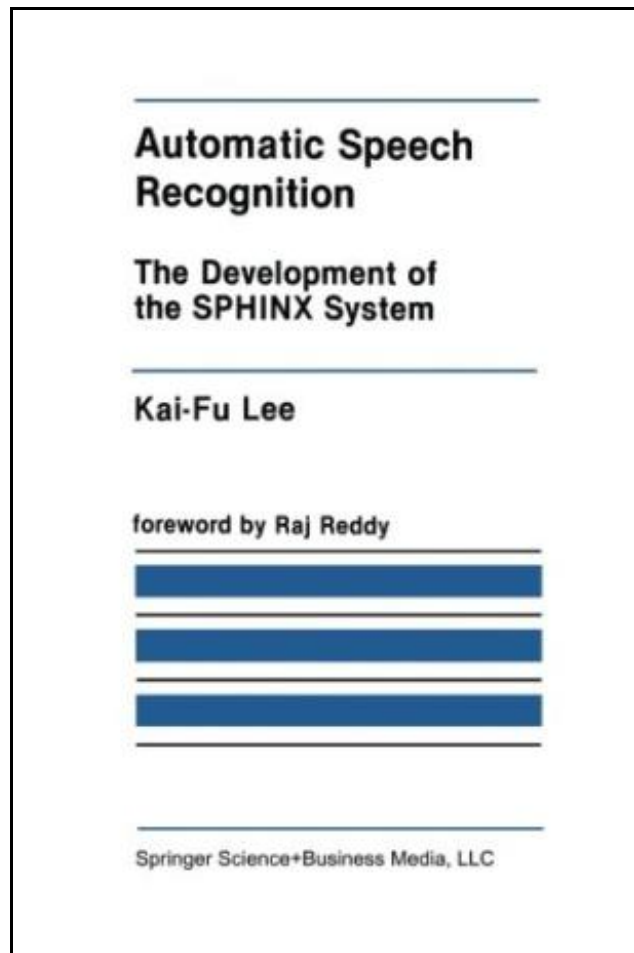 Automatic Speech
Recognition
The Development of
the SPHINX System
Kai-Fu Lee
foreword by Raj Reddy
Springer Science+Business Media, LLC